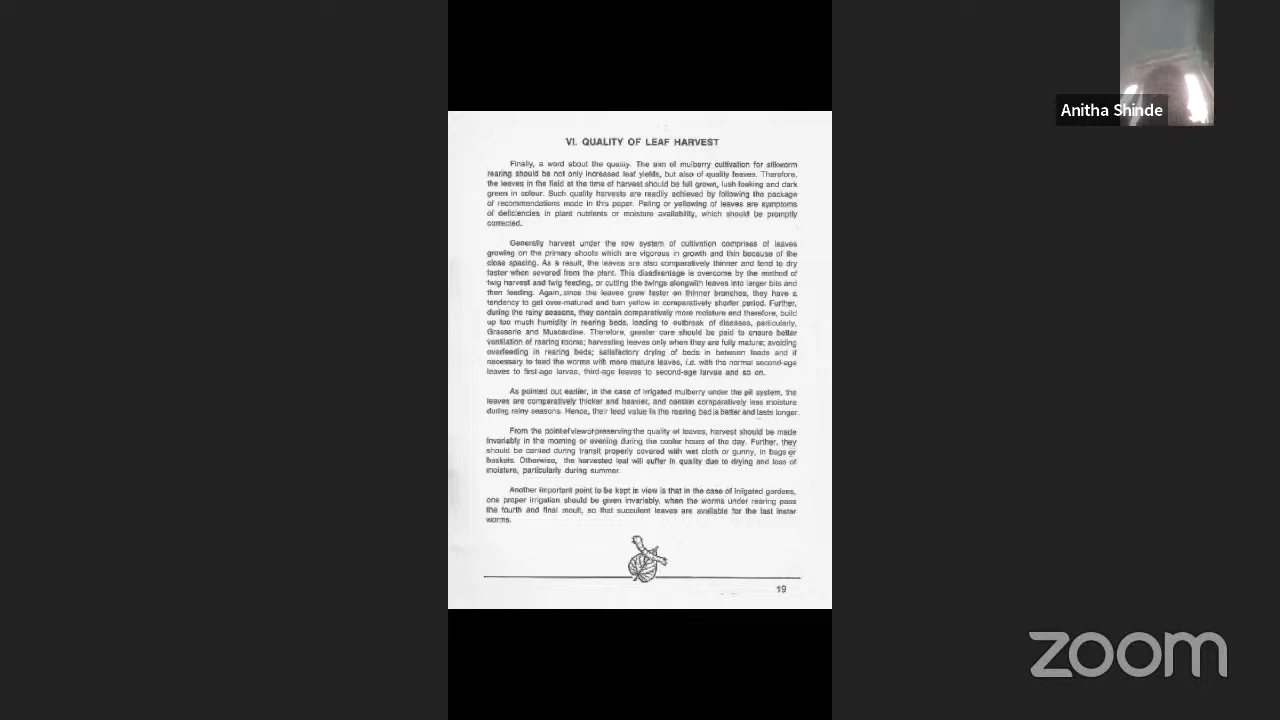 Anitha Shinde
VI. QUALITY OF LEAF HARVEST
Finally, a word about the quality. The aim of mulberry cultivation for silkworm
rearing should be not only increased leaf yields, but also of quality leaves. Therefore,
the leaves in the field at the time of harvest should be full grown, lush looking and dark
green in colour. Such quality harvests are readily achieved by following the package
of recommendations made in this paper. Paling or yellowing of leaves are symptoms
of deficiencies in plant nutrients or moisture availability, which should be promptly
corrected.
Generally harvest under the row system of cultivation comprises of leaves
growing on the primary shoots which are vigorous in growth and thin because of the
close spacing. As a result, the leaves are also comparatively thinner and tend to dry
faster when severed from the plant. This disadvantage is overcome by the method of
twig harvest and twig feeding, or cutting the twings alongwith leaves into larger bits and
then feeding. Again, since the leaves grew faster on thinner branches, they have a
tendency to get over-matured and turn yellow in comparatively shorter period. Further,
during the rainy seasons, they contain comparatively more moisture and therefore, build
up too much humidity in rearing beds, leading to outbreak of diseases, particularly,
Grasserie and Muscardine. Therefore, greater care should be paid to ensure better
ventilation of rearing rooms; harvesting leaves only when they are fully mature; avoiding
overfeeding in rearing beds; satisfactory drying of beds in between feeds and if
necessary to feed the worms with more mature leaves, i.e. with the normal second-age
leaves to first-age larvae, third-age leaves to second-age larvae and so on.
As pointed out earlier, in the case of irrigated mulberry under the pit system, the
leaves are comparatively thicker and heavier, and contain comparatively less moisture
during rainy seasons. Hence, their feed value in the rearing bed is better and lasts longer.
From the point of view of preserving the quality of leaves, harvest should be made
invariably in the morning or evening during the cooler hours of the day. Further, they
should be carried during transit properly covered with wet cloth or gunny, in bags or
baskets. Otherwise, the harvested leaf will suffer in quality due to drying and loss of
moisture, particularly during summer.
Another important point to be kept in view is that in the case of irrigated gardens,
one proper irrigation should be given invariably, when the worms under rearing pass
the fourth and final moult, so that succulent leaves are available for the last instar
worms.
19
zoom